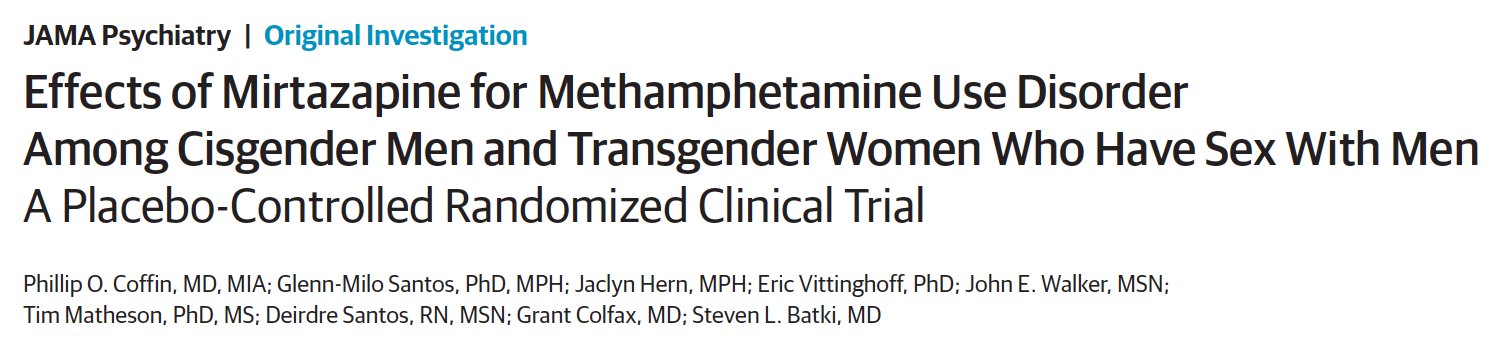 JAMA Psychiatry | Original Investigation
Effects of Mirtazapine for Methamphetamine Use Disorder
Among Cisgender Men and Transgender Women Who Have Sex With Men
A Placebo-Controlled Randomized Clinical Trial
Phillip O. Coffin, MD, MIA; Glenn-Milo Santos, PhD, MPH; Jaclyn Hern, MPH; Eric Vittinghoff, PhD; John E. Walker, MSN;
Tim Matheson, PhD, MS; Deirdre Santos, RN, MSN; Grant Colfax, MD; Steven L. Batki, MD